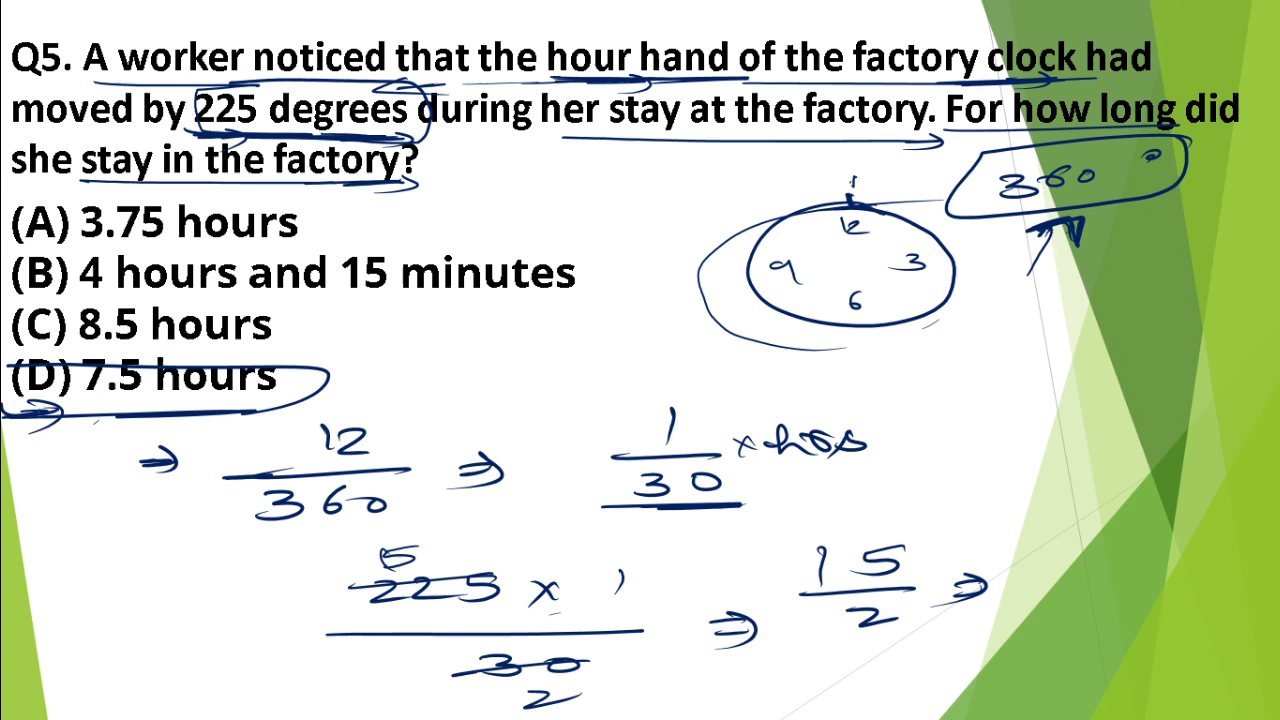 Q5. A worker noticed that the hour hand of the factory clock had
moved by 225 degrees during her stay at the factory. For how long did
she stay in the factory?
(A) 3.75 hours
(B) 4 hours and 15 minutes
(C) 8.5 hours
(D) 7.5 hours
360°
12
9 3
6
⇒ 12/360 ⇒ 1/30 × hrs
225 × 1
30
2
⇒ 15/2 ⇒